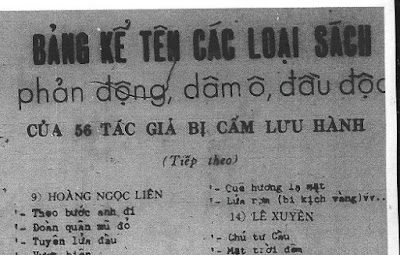 BẢNG KÊ TÊN CÁC LOẠI SÁCH
phản động, dâm ô, đầu độc
CỦA 56 TÁC GIẢ BỊ CẤM LƯU HÀNH
(Tiếp theo)
9) HOÀNG NGỌC LIÊN
'- Theo bước anh đi
'- Đoàn quân mũ đỏ
'- Tuyến lửa đầu
'- Quê hương lạ mặt
'- Lửa rơm (bi kịch vàng)vv..
14) LÊ XUYÊN
'- Chú tư Cầu
'- Mặt trời đêm